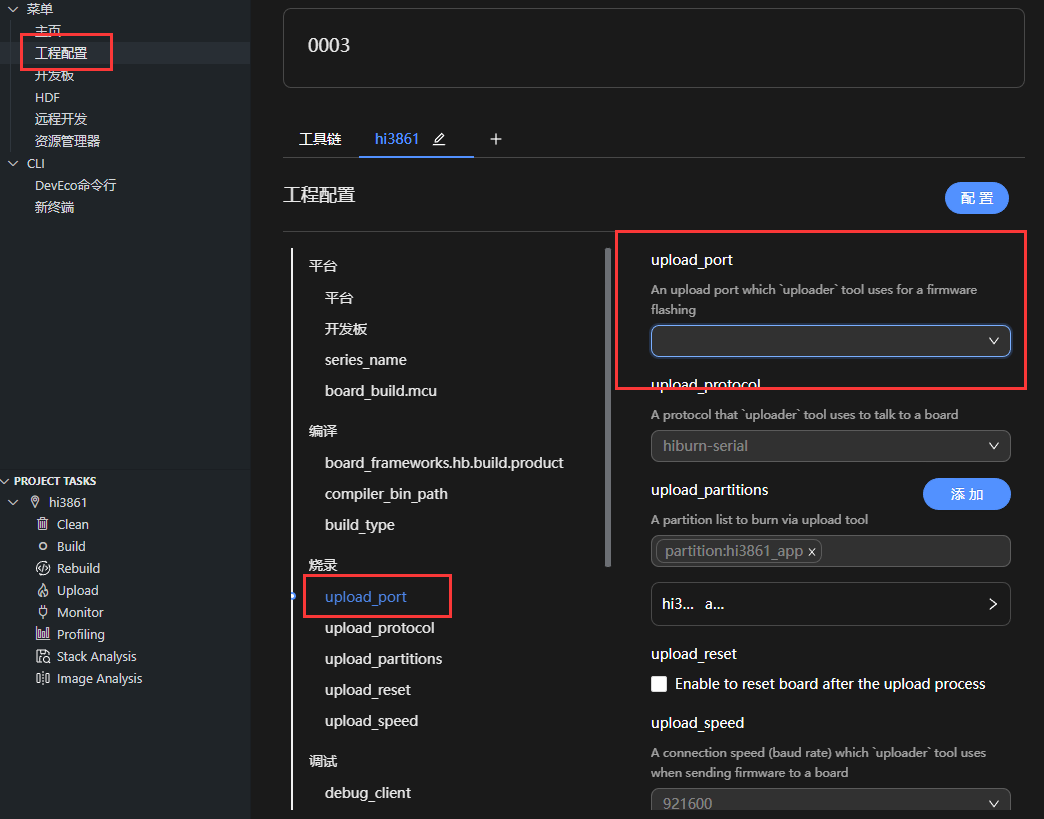 菜单
主页
工程配置
开发板
HDF
远程开发
资源管理器
CLI
DevEco命令行
新终端
PROJECT TASKS
hi3861
Clean
Build
Rebuild
Upload
Monitor
Profiling
Stack Analysis
Image Analysis
0003
工具链 hi3861 +
工程配置 配 置
平台
平台
开发板
series_name
board_build.mcu
编译
board_frameworks.hb.build.product
compiler_bin_path
build_type
烧录
upload_port
upload_protocol
upload_partitions
upload_reset
upload_speed
调试
debug_client
upload_port
An upload port which `uploader` tool uses for a firmware
flashing
upload_protocol
A protocol that `uploader` tool uses to talk to a board
hiburn-serial
upload_partitions 添 加
A partition list to burn via upload tool
partition:hi3861_app ×
hi3... a...
upload_reset
Enable to reset board after the upload process
upload_speed
A connection speed (baud rate) which `uploader` tool uses
when sending firmware to a board
921600